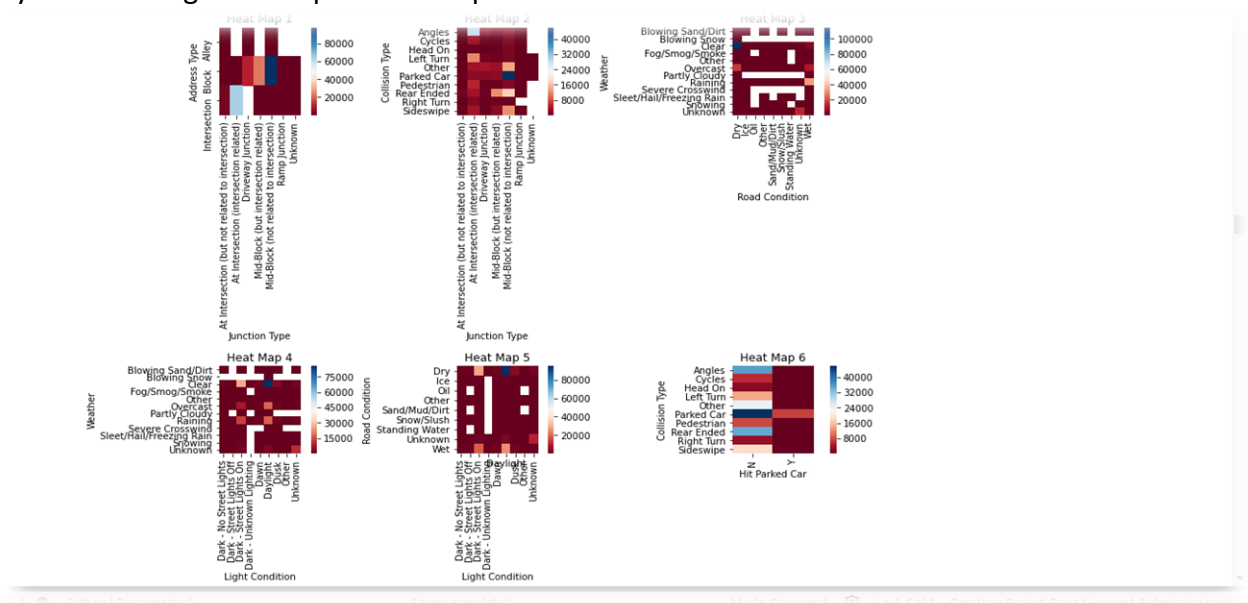 Heat Map 1
Address Type
Alley
Block
Intersection
80000
60000
40000
20000
At Intersection (but not related to intersection)
At Intersection (intersection related)
Driveway Junction
Mid-Block (but intersection related)
Mid-Block (not related to intersection)
Ramp Junction
Unknown
Junction Type
Heat Map 2
Collision Type
Angles
Cycles
Head On
Left Turn
Other
Parked Car
Pedestrian
Rear Ended
Right Turn
Sideswipe
40000
32000
24000
16000
8000
At Intersection (but not related to intersection)
At Intersection (intersection related)
Driveway Junction
Mid-Block (but intersection related)
Mid-Block (not related to intersection)
Ramp Junction
Unknown
Junction Type
Heat Map 3
Weather
Blowing Sand/Dirt
Blowing Snow
Clear
Fog/Smog/Smoke
Other
Overcast
Partly Cloudy
Raining
Severe Crosswind
Sleet/Hail/Freezing Rain
Snowing
Unknown
100000
80000
60000
40000
20000
Dry
Ice
Oil
Other
Sand/Mud/Dirt
Snow/Slush
Standing Water
Unknown
Wet
Road Condition
Heat Map 4
Weather
Blowing Sand/Dirt
Blowing Snow
Clear
Fog/Smog/Smoke
Other
Overcast
Partly Cloudy
Raining
Severe Crosswind
Sleet/Hail/Freezing Rain
Snowing
Unknown
75000
60000
45000
30000
15000
Dark - No Street Lights
Dark - Street Lights Off
Dark - Street Lights On
Dark - Unknown Lighting
Dawn
Daylight
Dusk
Other
Unknown
Light Condition
Heat Map 5
Road Condition
Dry
Ice
Oil
Other
Sand/Mud/Dirt
Snow/Slush
Standing Water
Unknown
Wet
80000
60000
40000
20000
Dark - No Street Lights
Dark - Street Lights Off
Dark - Street Lights On
Dark - Unknown Lighting
Dawn
Daylight
Dusk
Other
Unknown
Light Condition
Heat Map 6
Collision Type
Angles
Cycles
Head On
Left Turn
Other
Parked Car
Pedestrian
Rear Ended
Right Turn
Sideswipe
40000
32000
24000
16000
8000
N
Y
Hit Parked Car